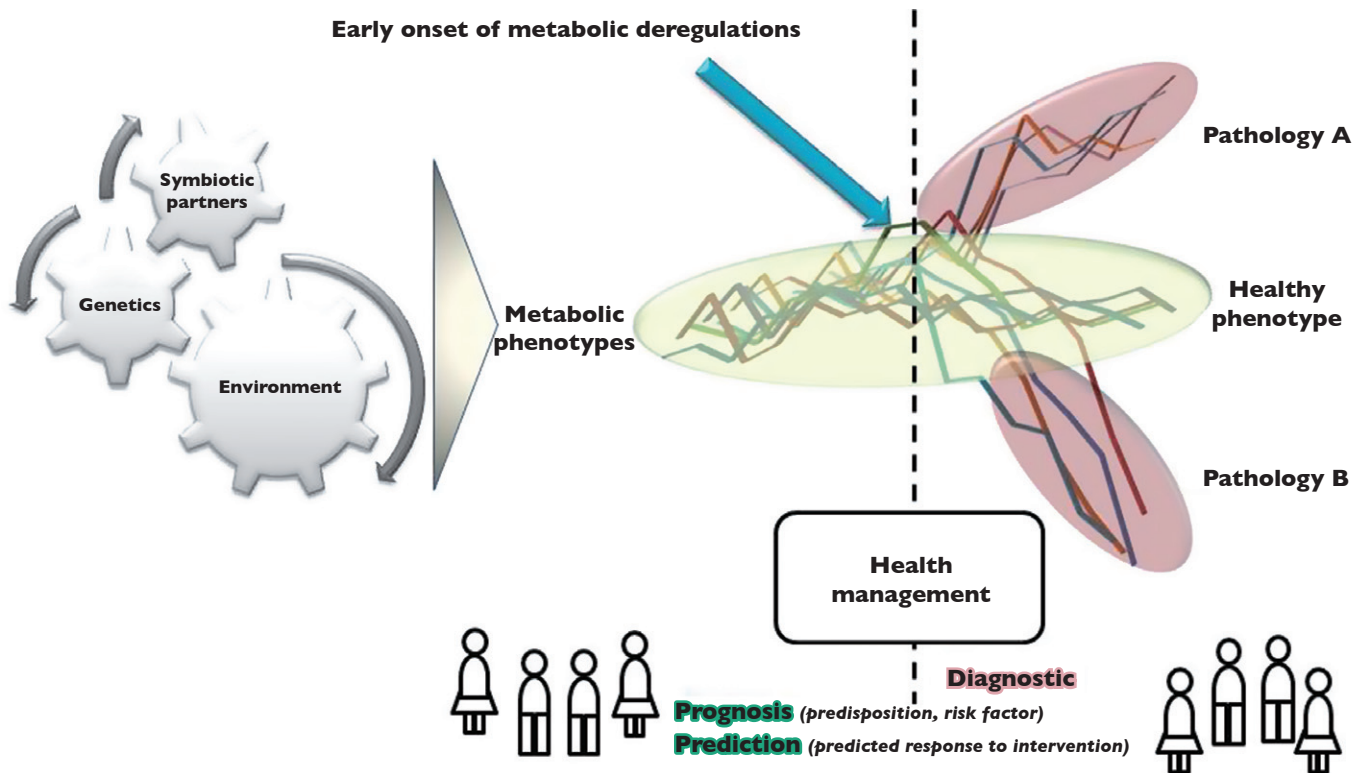 Early onset of metabolic deregulations
Symbiotic
partners
Genetics
Environment
Metabolic
phenotypes
Pathology A
Healthy
phenotype
Pathology B
Health
management
Diagnostic
Prognosis (predisposition, risk factor)
Prediction (predicted response to intervention)